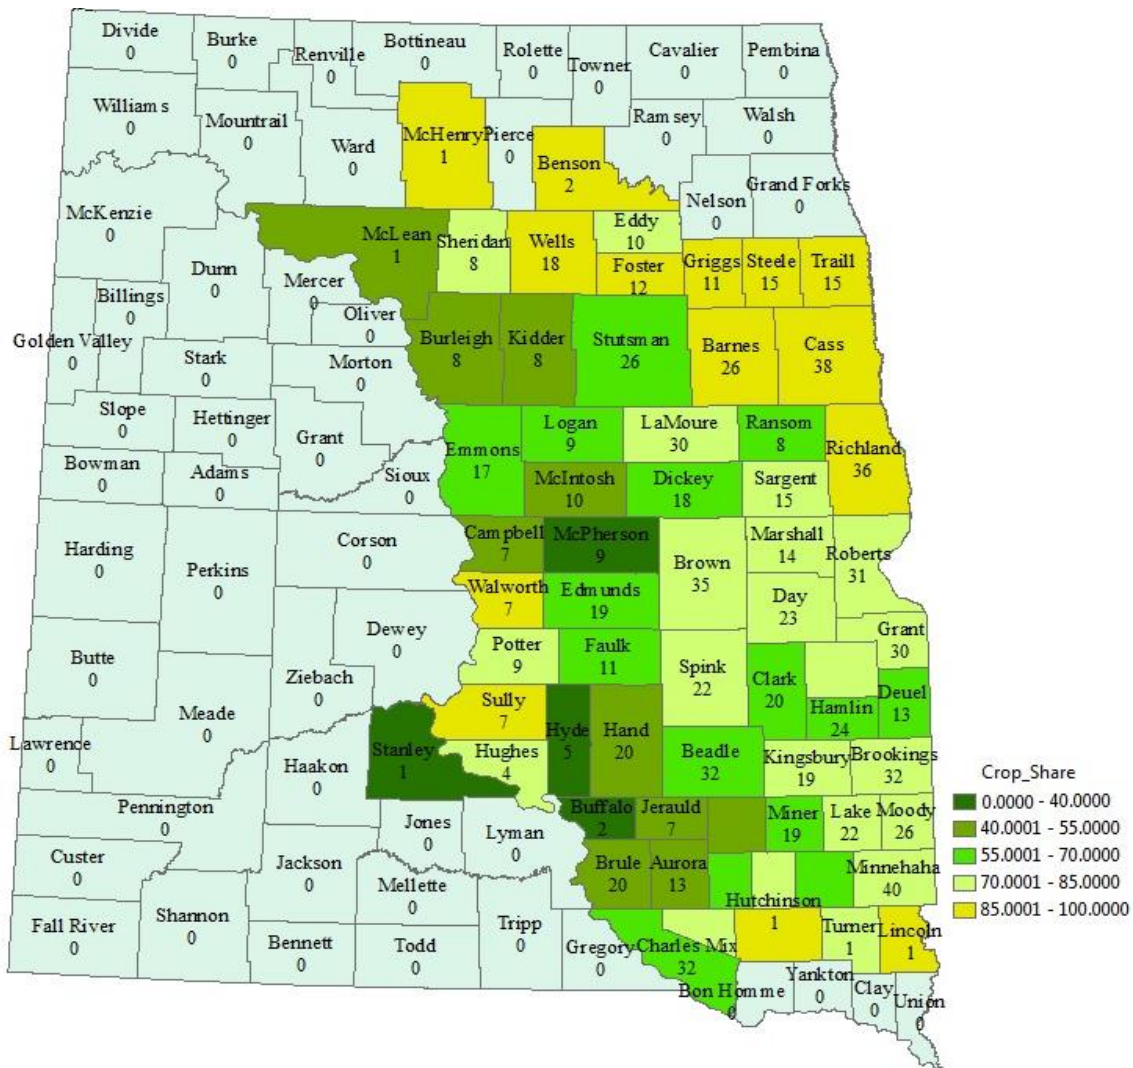 Divide
0
Burke
0
Renville
0
Bottineau
0
Rolette
0
Towner
0
Cavalier
0
Pembina
0
Williams
0
Mountrail
0
Ward
0
McHenry
1
Pierce
0
Benson
2
Ramsey
0
Walsh
0
Nelson
0
Grand Forks
0
McKenzie
0
Dunn
0
McLean
1
Sheridan
8
Wells
18
Eddy
10
Foster
12
Griggs
11
Steele
15
Traill
15
Billings
0
Mercer
0
Oliver
0
Golden Valley
0
Stark
0
Morton
0
Burleigh
8
Kidder
8
Stutsman
26
Barnes
26
Cass
38
Slope
0
Hettinger
0
Grant
0
Emmons
17
Logan
9
LaMoure
30
Ransom
8
Richland
36
Bowman
0
Adams
0
Sioux
0
McIntosh
10
Dickey
18
Sargent
15
Harding
0
Perkins
0
Corson
0
Campbell
7
McPherson
9
Brown
35
Marshall
14
Roberts
31
Walworth
7
Edmunds
19
Day
23
Dewey
0
Potter
9
Faulk
11
Spink
22
Grant
30
Butte
0
Ziebach
0
Clark
20
Hamlin
24
Deuel
13
Meade
0
Sully
7
Hyde
5
Hand
20
Lawrence
0
Haakon
0
Stanley
1
Hughes
4
Beadle
32
Kingsbury
19
Brookings
32
Pennington
0
Jones
0
Lyman
0
Buffalo
2
Jerauld
7
Miner
19
Lake
22
Moody
26
Custer
0
Jackson
0
Mellette
0
Brule
20
Aurora
13
Minnehaha
40
Fall River
0
Shannon
0
Bennett
0
Todd
0
Tripp
0
Gregory
0
Charles Mix
32
Hutchinson
1
Turner
1
Lincoln
1
Bon Homme
0
Yankton
0
Clay
0
Union
0
Crop_Share
0.0000 - 40.0000
40.0001 - 55.0000
55.0001 - 70.0000
70.0001 - 85.0000
85.0001 - 100.0000